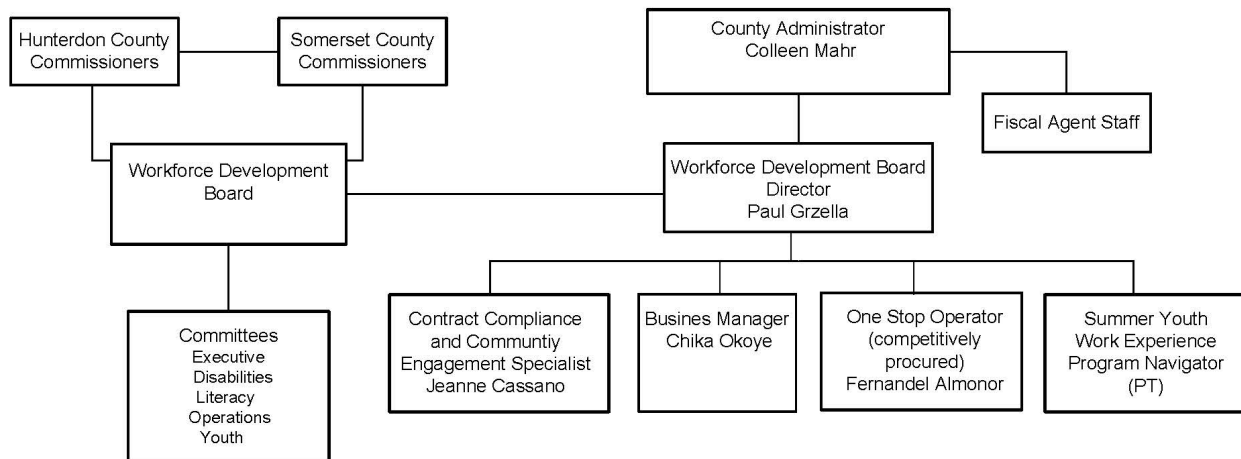 Hunterdon County
Commissioners
Somerset County
Commissioners
County Administrator
Colleen Mahr
Fiscal Agent Staff
Workforce Development
Board
Workforce Development Board
Director
Paul Grzella
Committees
Executive
Disabilities
Literacy
Operations
Youth
Contract Compliance
and Communtiy
Engagement Specialist
Jeanne Cassano
Busines Manager
Chika Okoye
One Stop Operator
(competitively
procured)
Fernandel Almonor
Summer Youth
Work Experience
Program Navigator
(PT)